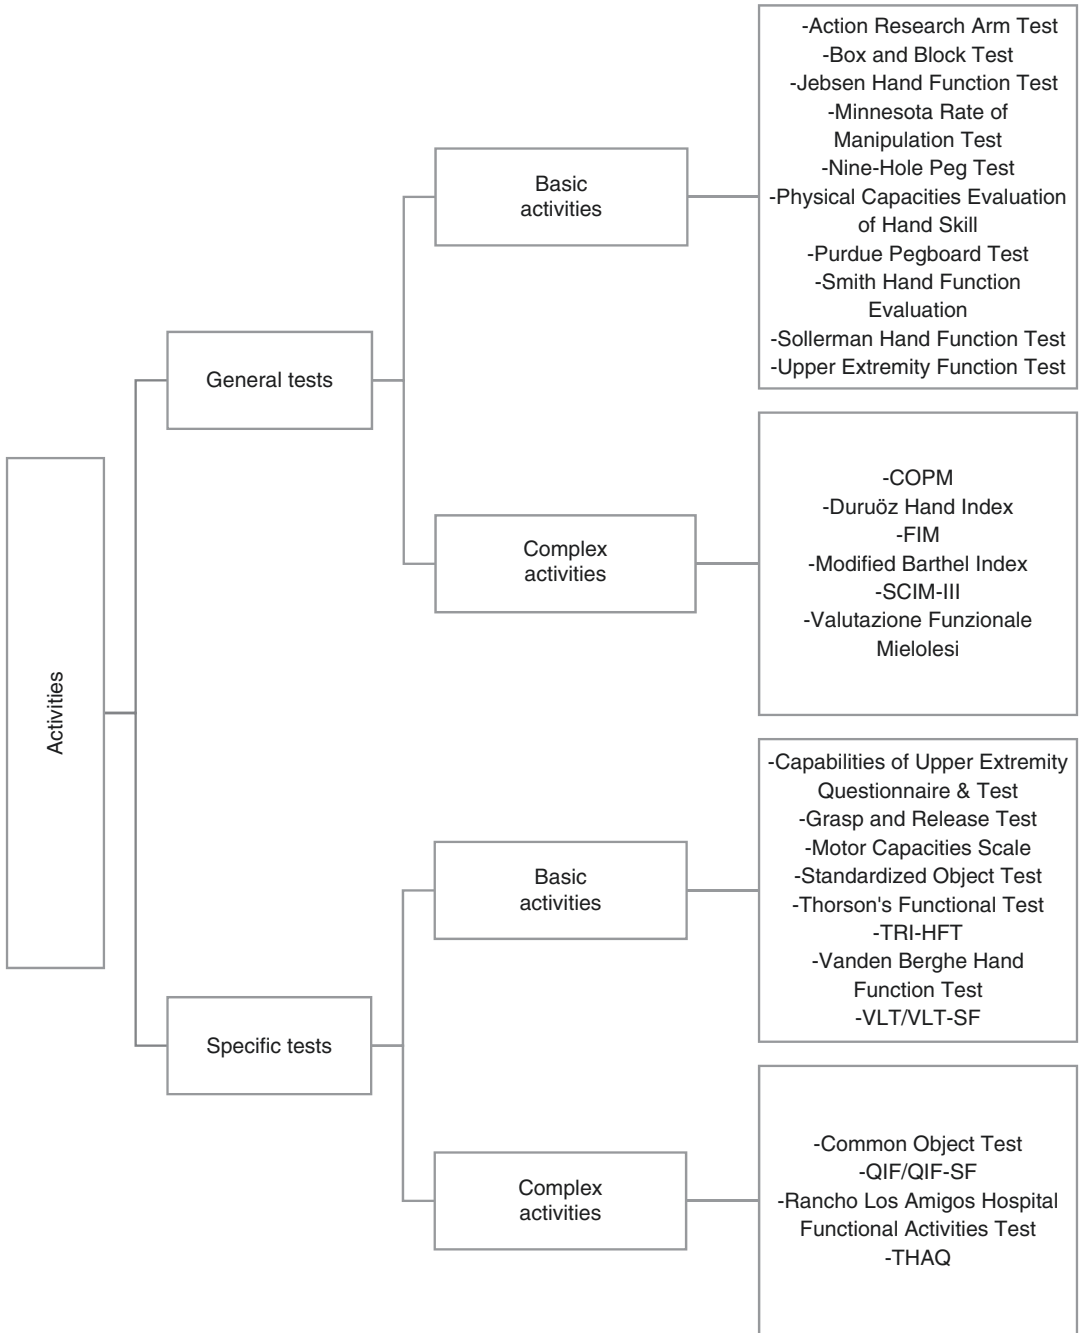 Activities
General tests
Basic
activities
-Action Research Arm Test
-Box and Block Test
-Jebsen Hand Function Test
-Minnesota Rate of
Manipulation Test
-Nine-Hole Peg Test
-Physical Capacities Evaluation
of Hand Skill
-Purdue Pegboard Test
-Smith Hand Function
Evaluation
-Sollerman Hand Function Test
-Upper Extremity Function Test
Complex
activities
-COPM
-Duruöz Hand Index
-FIM
-Modified Barthel Index
-SCIM-III
-Valutazione Funzionale
Mielolesi
Specific tests
Basic
activities
-Capabilities of Upper Extremity
Questionnaire & Test
-Grasp and Release Test
-Motor Capacities Scale
-Standardized Object Test
-Thorson's Functional Test
-TRI-HFT
-Vanden Berghe Hand
Function Test
-VLT/VLT-SF
Complex
activities
-Common Object Test
-QIF/QIF-SF
-Rancho Los Amigos Hospital
Functional Activities Test
-THAQ